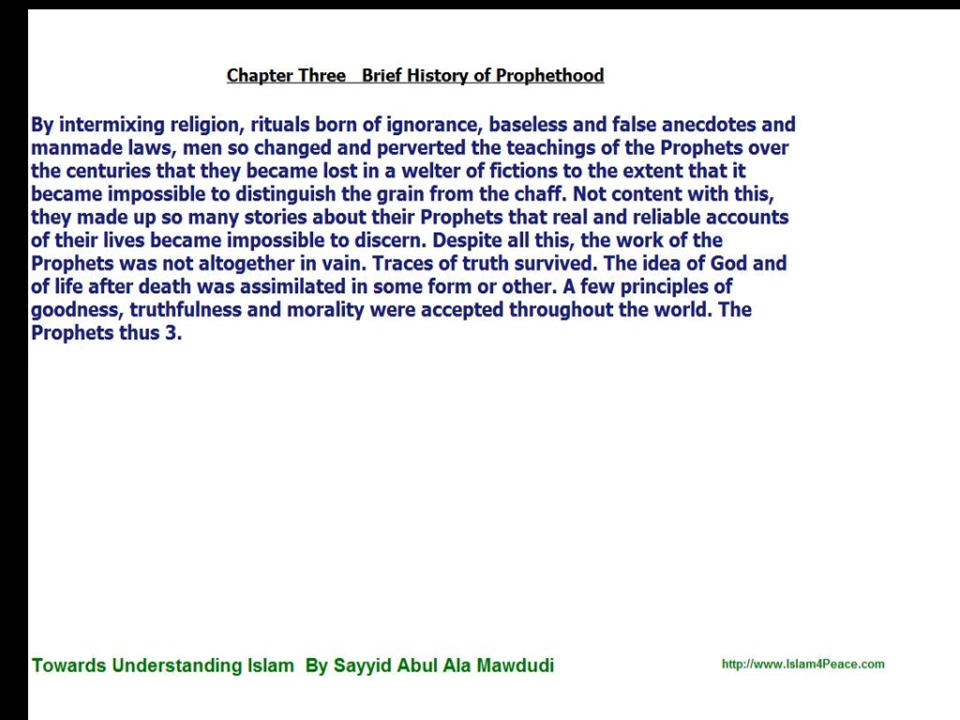 Chapter Three   Brief History of Prophethood
By intermixing religion, rituals born of ignorance, baseless and false anecdotes and
manmade laws, men so changed and perverted the teachings of the Prophets over
the centuries that they became lost in a welter of fictions to the extent that it
became impossible to distinguish the grain from the chaff. Not content with this,
they made up so many stories about their Prophets that real and reliable accounts
of their lives became impossible to discern. Despite all this, the work of the
Prophets was not altogether in vain. Traces of truth survived. The idea of God and
of life after death was assimilated in some form or other. A few principles of
goodness, truthfulness and morality were accepted throughout the world. The
Prophets thus 3.
Towards Understanding Islam  By Sayyid Abul Ala Mawdudi
http://www.Islam4Peace.com